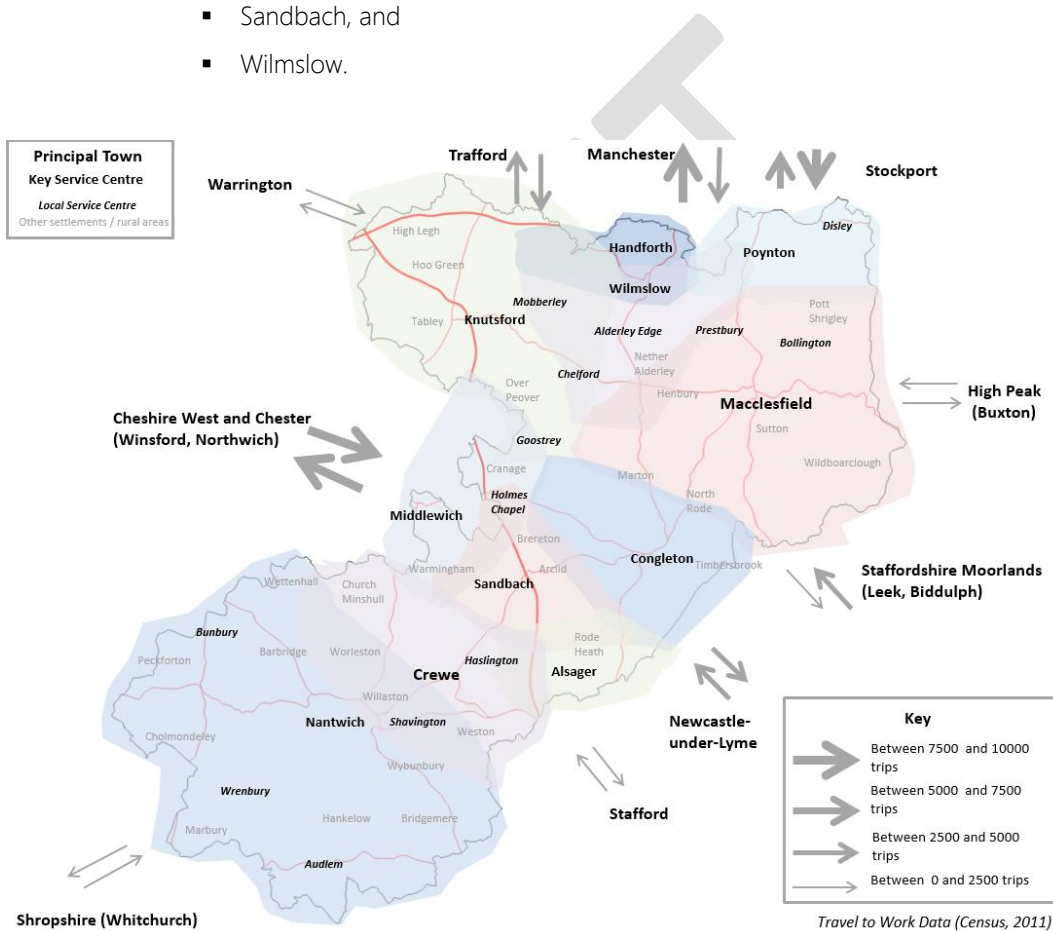 ▪ Sandbach, and
▪ Wilmslow.
Principal Town
Key Service Centre
Local Service Centre
Other settlements / rural areas
Warrington
Trafford
Manchester
Stockport
High Legh
Hoo Green
Tabley
Knutsford
Mobberley
Handforth
Wilmslow
Alderley Edge
Poynton
Disley
Pott
Shrigley
Prestbury
Bollington
Nether
Alderley
Chelford
Henbury
Over
Peover
Macclesfield
Sutton
High Peak
(Buxton)
Cheshire West and Chester
(Winsford, Northwich)
Goostrey
Cranage
Wildboarclough
Marton
North
Rode
Holmes
Chapel
Middlewich
Brereton
Congleton
Timbersbrook
Warmingham
Sandbach
Arclid
Staffordshire Moorlands
(Leek, Biddulph)
Wettenhall
Church
Minshull
Bunbury
Barbridge
Worleston
Peckforton
Haslington
Crewe
Rode
Heath
Alsager
Willaston
Nantwich
Shavington
Weston
Cholmondeley
Wybunbury
Newcastle-
under-Lyme
Wrenbury
Marbury
Hankelow
Bridgemere
Audlem
Stafford
Shropshire (Whitchurch)
Key
Between 7500 and 10000
trips
Between 5000 and 7500
trips
Between 2500 and 5000
trips
Between 0 and 2500 trips
Travel to Work Data (Census, 2011)